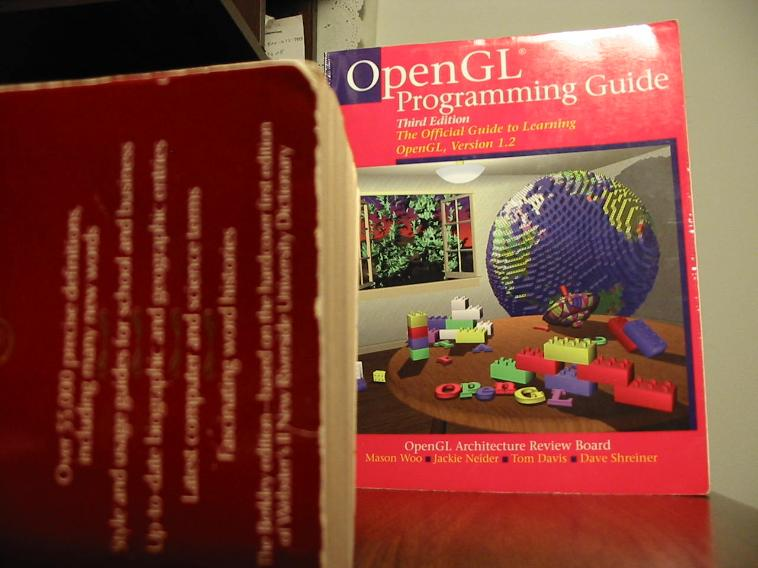 Over 55,000 precise definitions,
including many new words
Style and usage guides for school and business
Up-to-date biographic and geographic entries
Latest computer and science terms
Fascinating word histories
The Berkley edition based on the hardcover first edition
of Webster's II New Riverside University Dictionary
OpenGL®
Programming Guide
Third Edition
The Official Guide to Learning
OpenGL, Version 1.2
OPENGL
OpenGL Architecture Review Board
Mason Woo ■ Jackie Neider ■ Tom Davis ■ Dave Shreiner